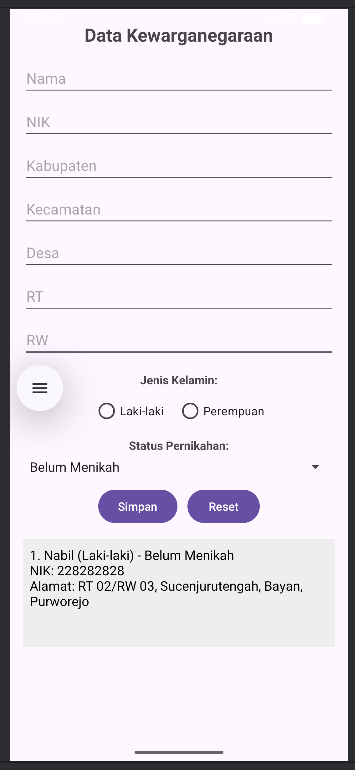 Data Kewarganegaraan
Nama
NIK
Kabupaten
Kecamatan
Desa
RT
RW
Jenis Kelamin:
Laki-laki Perempuan
Status Pernikahan:
Belum Menikah
Simpan Reset
1. Nabil (Laki-laki) - Belum Menikah
NIK: 228282828
Alamat: RT 02/RW 03, Sucenjurutengah, Bayan,
Purworejo